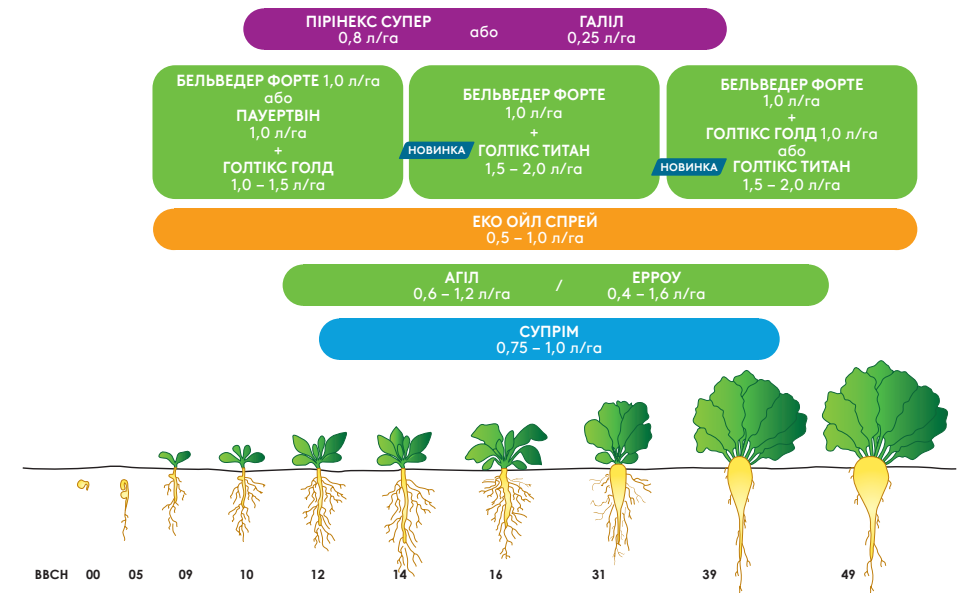 ПІРІНЕКС СУПЕР
0,8 л/га
або
ГАЛІЛ
0,25 л/га
БЕЛЬВЕДЕР ФОРТЕ 1,0 л/га
або
ПАУЕРТВІН
1,0 л/га
+
ГОЛТІКС ГОЛД
1,0 – 1,5 л/га
БЕЛЬВЕДЕР ФОРТЕ
1,0 л/га
+
НОВИНКА
ГОЛТІКС ТИТАН
1,5 – 2,0 л/га
БЕЛЬВЕДЕР ФОРТЕ
1,0 л/га
+
ГОЛТІКС ГОЛД 1,0 л/га
або
НОВИНКА
ГОЛТІКС ТИТАН
1,5 – 2,0 л/га
ЕКО ОЙЛ СПРЕЙ
0,5 – 1,0 л/га
АГІЛ
0,6 – 1,2 л/га
/
ЕРРОУ
0,4 – 1,6 л/га
СУПРІМ
0,75 – 1,0 л/га
ВВСН 00 05 09 10 12 14 16 31 39 49